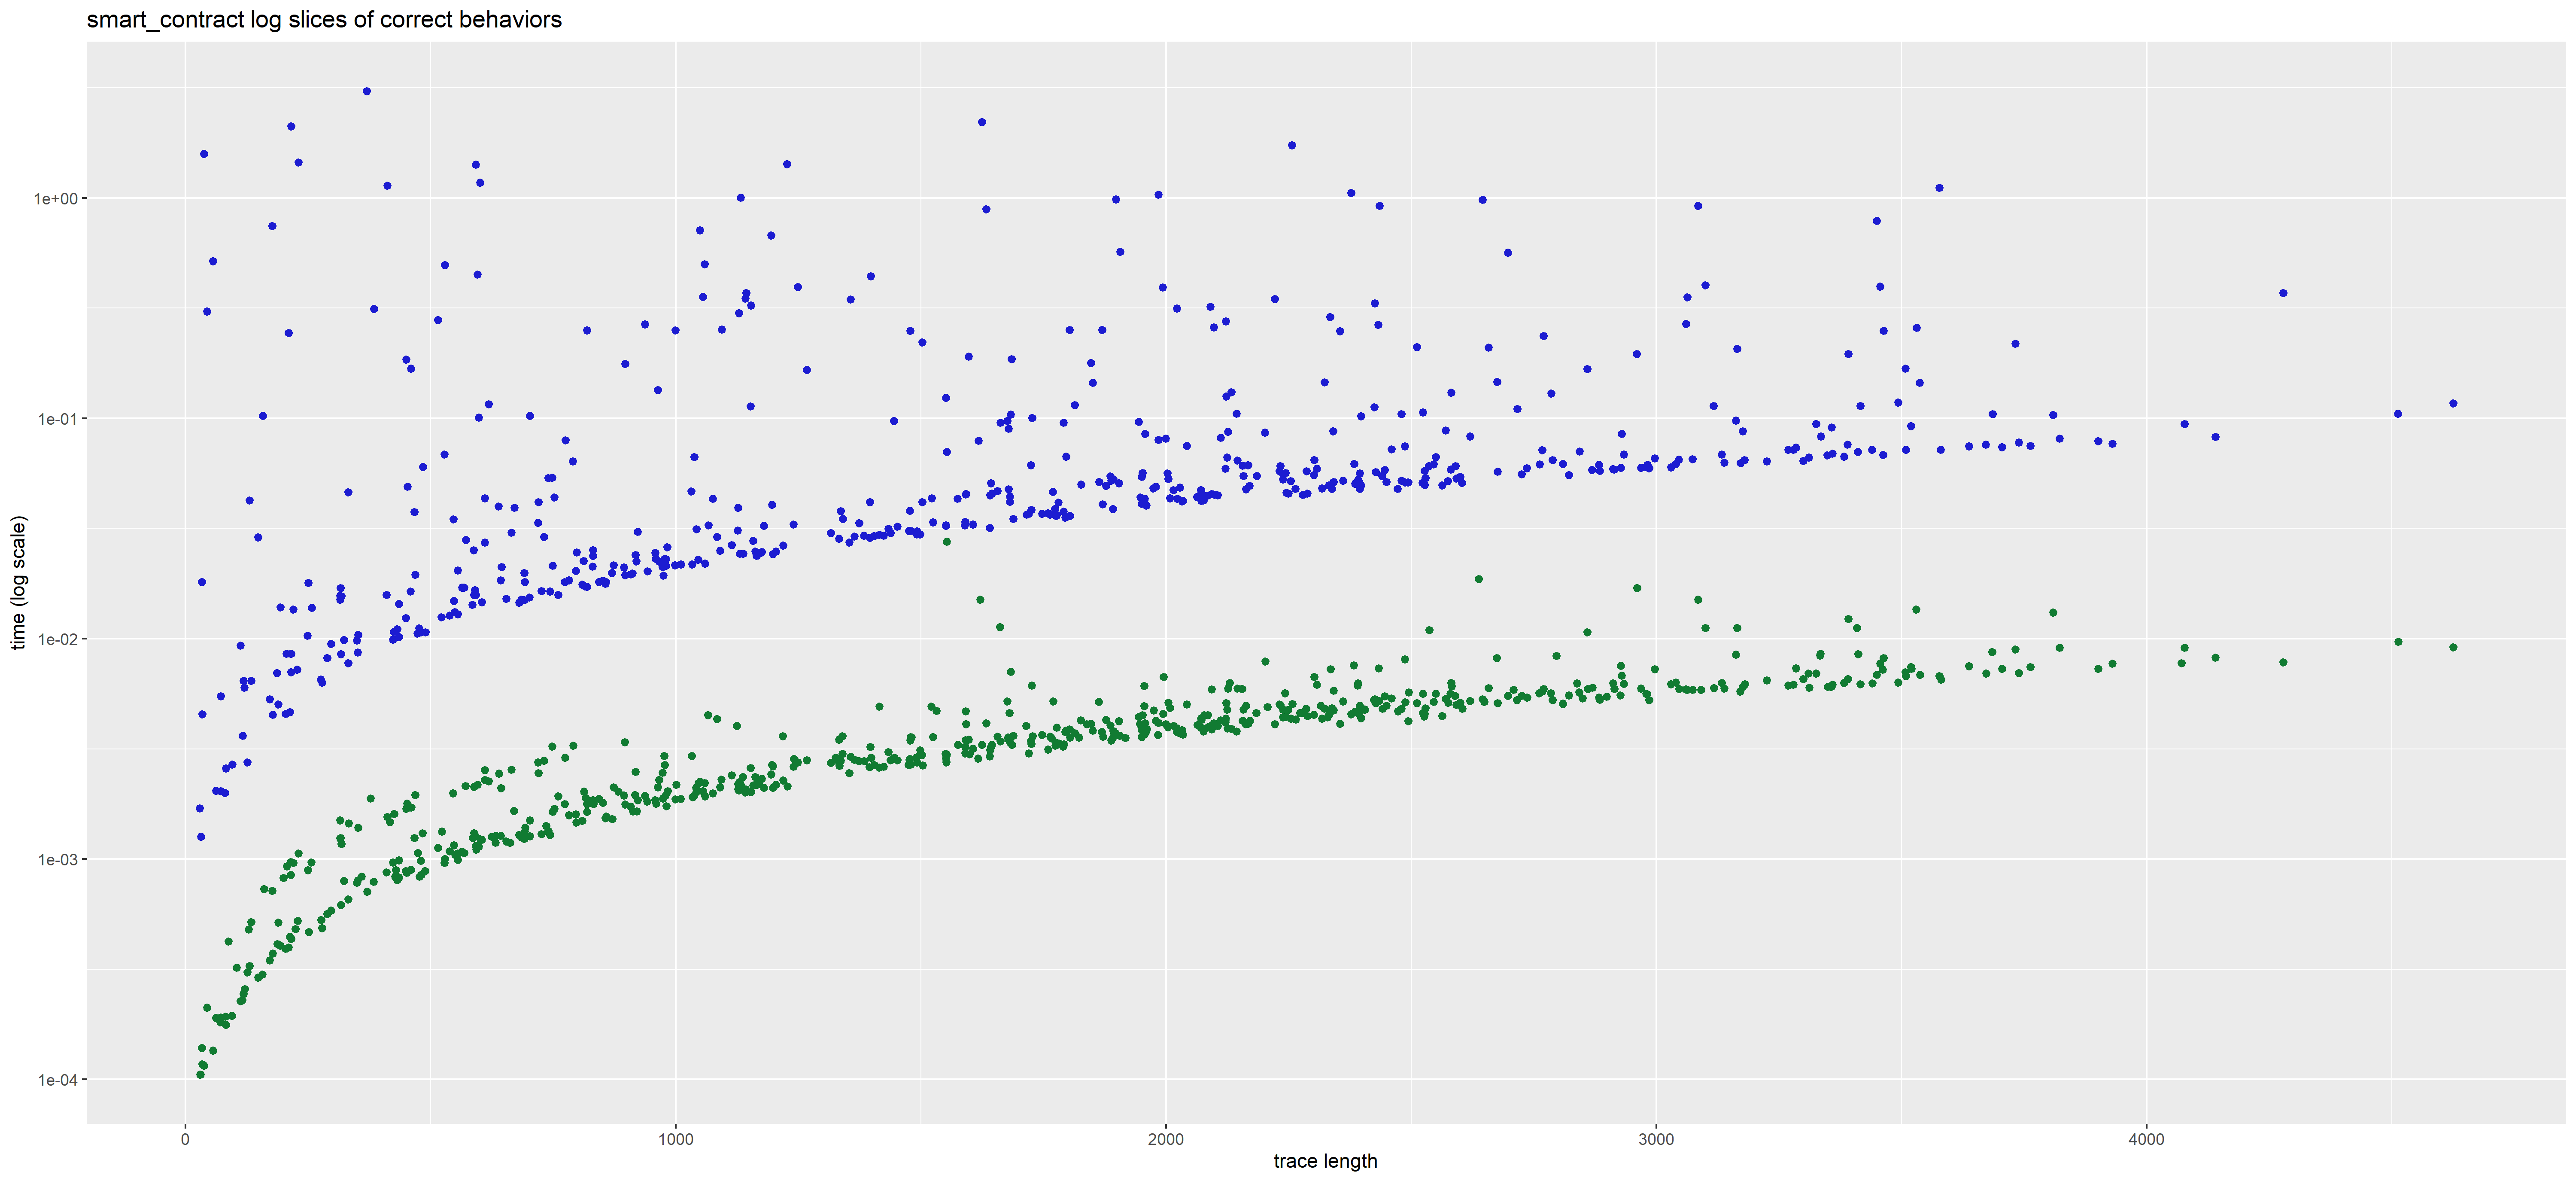 smart_contract log slices of correct behaviors
time (log scale)
1e+00
1e-01
1e-02
1e-03
1e-04
0 1000 2000 3000 4000
trace length